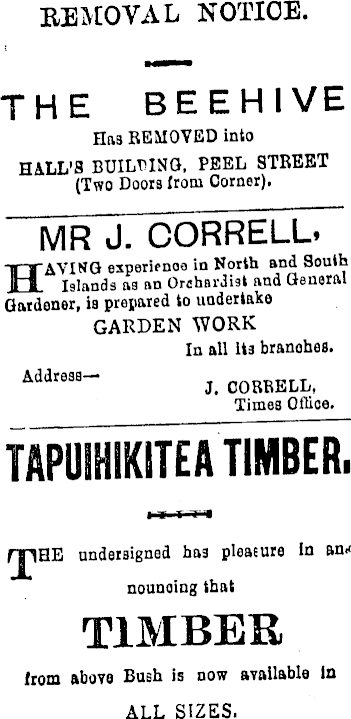 REMOVAL NOTICE.
THE BEEHIVE
Has REMOVED into
HALL'S BUILDING, PEEL STREET
(Two Doors from Corner).
MR J. CORRELL,
HAVING experience in North and South
Islands as an Orchardist and General
Gardener, is prepared to undertake
GARDEN WORK
In all its branches.
Address—
J. CORRELL,
Times Office.
TAPUIHIKITEA TIMBER.
THE undersigned has pleasure in an-
nouncing that
TIMBER
from above Bush is now available in
ALL SIZES.